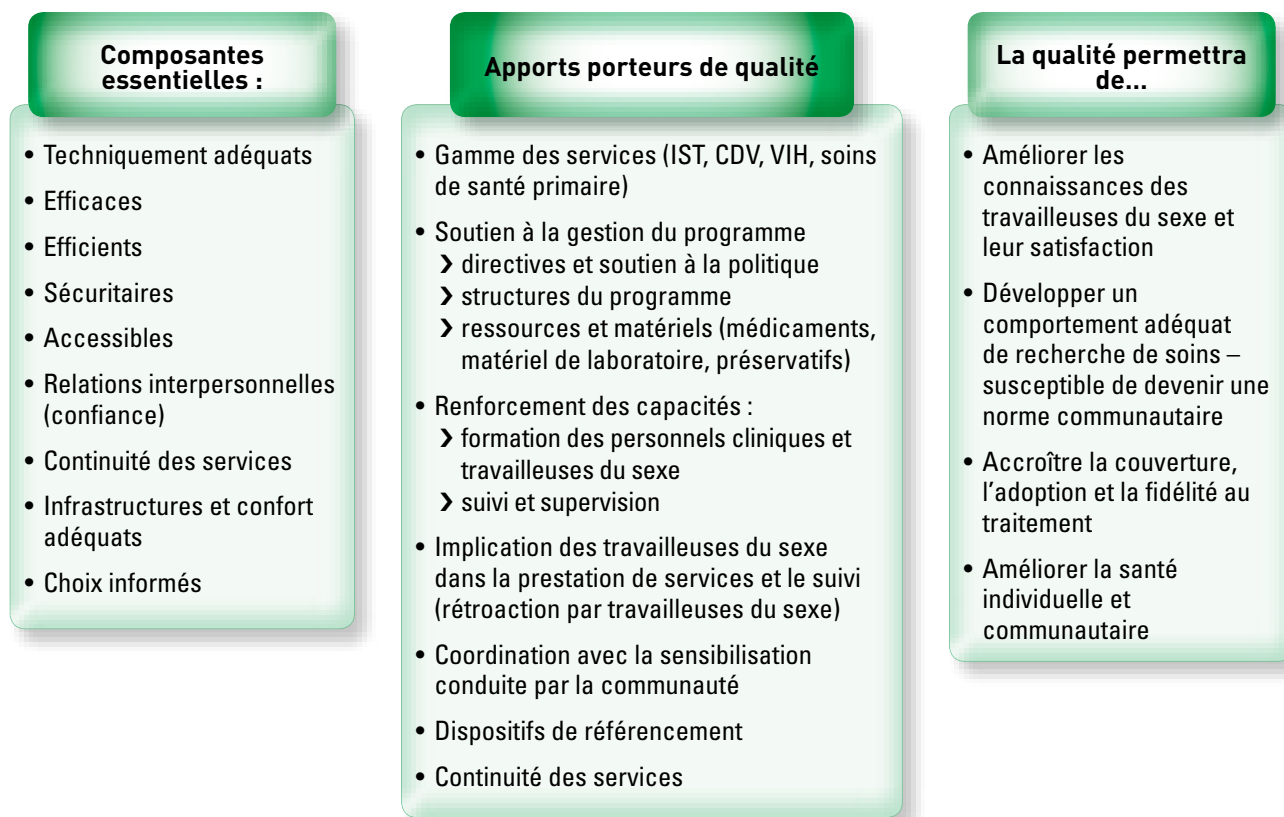 Composantes
essentielles :
• Techniquement adéquats
• Efficaces
• Efficients
• Sécuritaires
• Accessibles
• Relations interpersonnelles
(confiance)
• Continuité des services
• Infrastructures et confort
adéquats
• Choix informés
Apports porteurs de qualité
• Gamme des services (IST, CDV, VIH, soins
de santé primaire)
• Soutien à la gestion du programme
❯ directives et soutien à la politique
❯ structures du programme
❯ ressources et matériels (médicaments,
matériel de laboratoire, préservatifs)
• Renforcement des capacités :
❯ formation des personnels cliniques et
travailleuses du sexe
❯ suivi et supervision
• Implication des travailleuses du sexe
dans la prestation de services et le suivi
(rétroaction par travailleuses du sexe)
• Coordination avec la sensibilisation
conduite par la communauté
• Dispositifs de référencement
• Continuité des services
La qualité permettra
de...
• Améliorer les
connaissances des
travailleuses du sexe et
leur satisfaction
• Développer un
comportement adéquat
de recherche de soins –
susceptible de devenir une
norme communautaire
• Accroître la couverture,
l’adoption et la fidélité au
traitement
• Améliorer la santé
individuelle et
communautaire